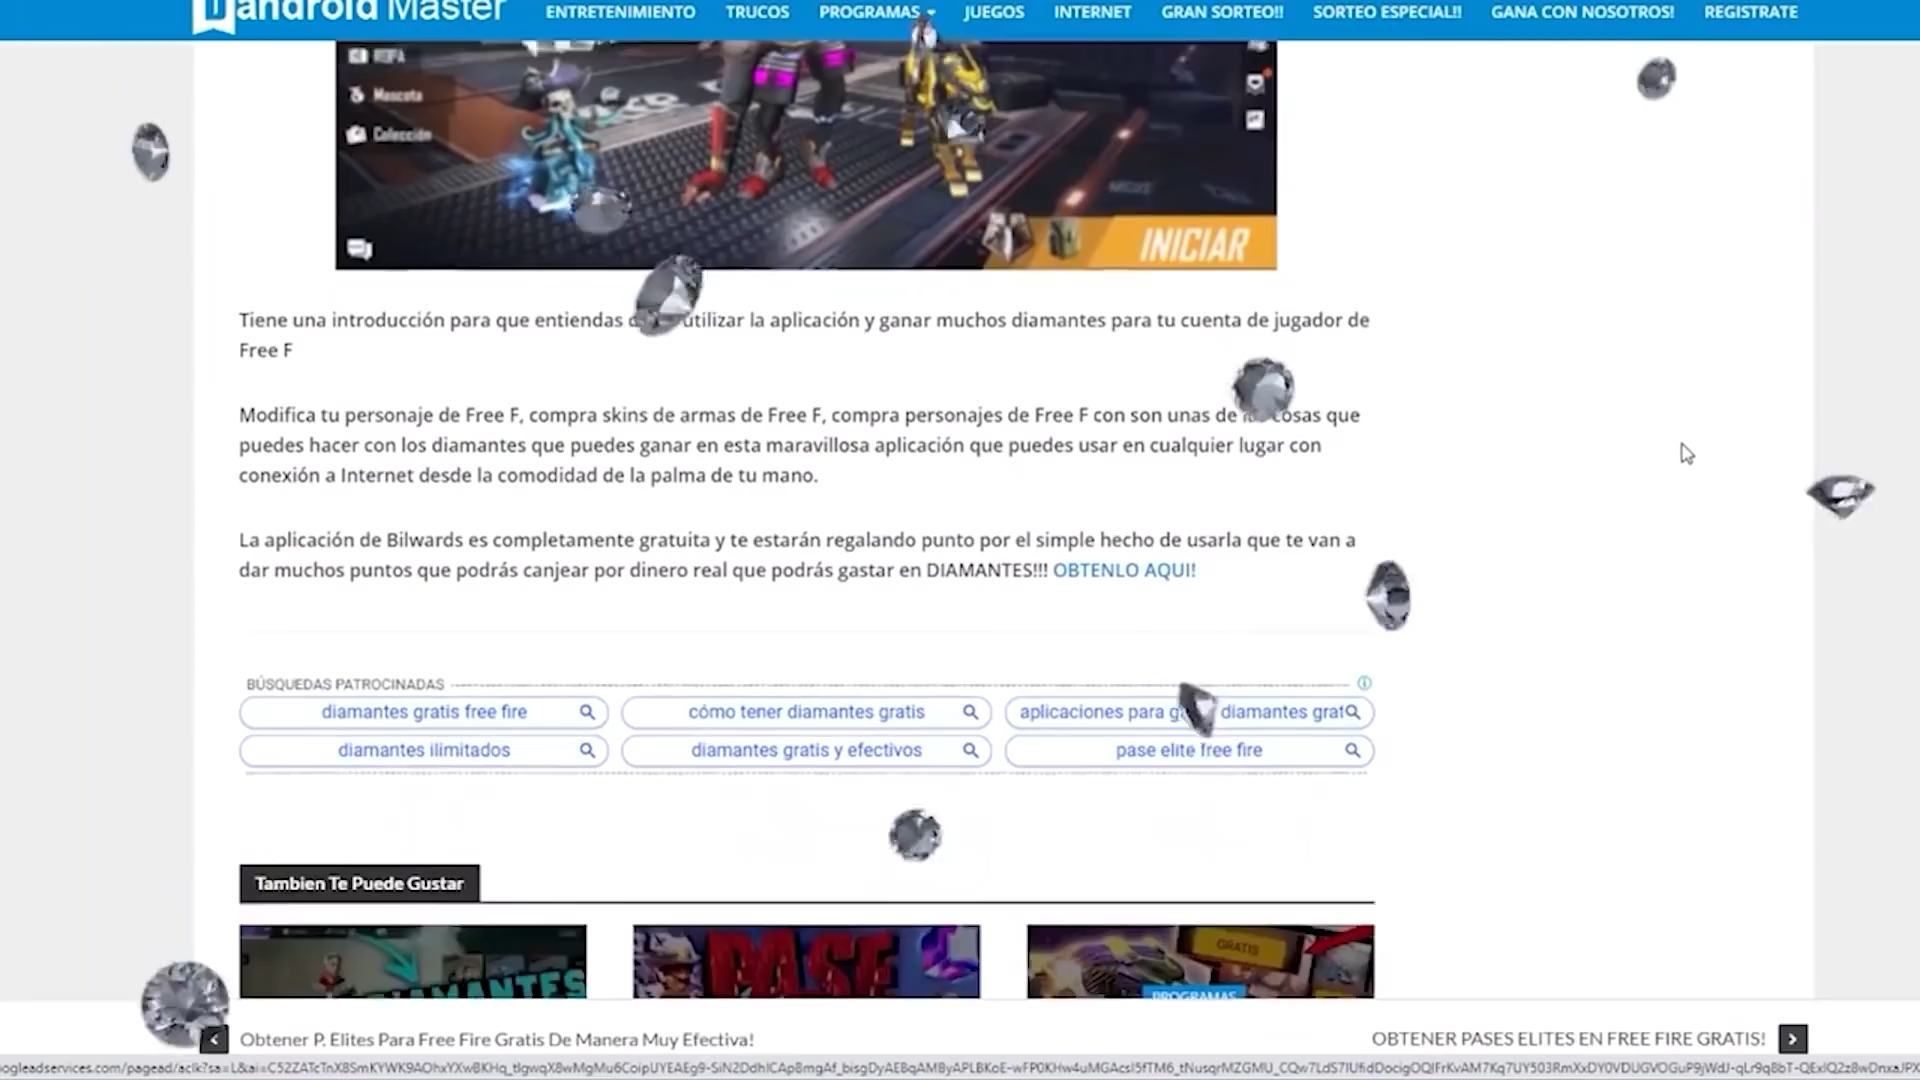 android Master
ENTRETENIMIENTO TRUCOS PROGRAMAS JUEGOS INTERNET GRAN SORTEO!! SORTEO ESPECIAL!! GANA CON NOSOTROS! REGISTRATE
Mascota
Colección
INICIAR
Tiene una introducción para que entiendas utilizar la aplicación y ganar muchos diamantes para tu cuenta de jugador de
Free F
Modifica tu personaje de Free F, compra skins de armas de Free F, compra personajes de Free F con son unas de cosas que
puedes hacer con los diamantes que puedes ganar en esta maravillosa aplicación que puedes usar en cualquier lugar con
conexión a Internet desde la comodidad de la palma de tu mano.
La aplicación de Bilwards es completamente gratuita y te estarán regalando punto por el simple hecho de usarla que te van a
dar muchos puntos que podrás canjear por dinero real que podrás gastar en DIAMANTES!!! OBTENLO AQUI!
BÚSQUEDAS PATROCINADAS
diamantes gratis free fire cómo tener diamantes gratis aplicaciones para diamantes grat
diamantes ilimitados diamantes gratis y efectivos pase elite free fire
Tambien Te Puede Gustar
DIAMANTES PASE GRATIS
PROGRAMAS
Obtener P. Elites Para Free Fire Gratis De Manera Muy Efectiva! OBTENER PASES ELITES EN FREE FIRE GRATIS!